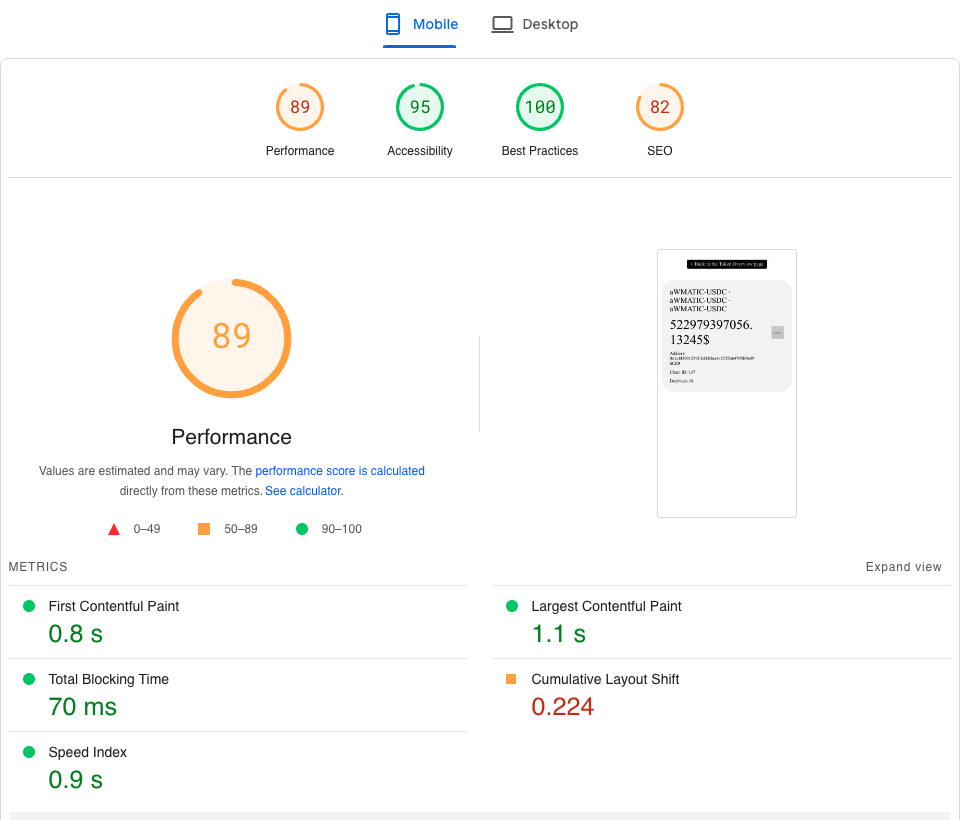 Mobile
Desktop
89
95
100
82
Performance
Accessibility
Best Practices
SEO
89
Performance
Values are estimated and may vary. The performance score is calculated
directly from these metrics. See calculator.
0–49
50–89
90–100
< Back to the Token Overview page
aWMATIC-USDC -
aWMATIC-USDC -
aWMATIC-USDC
522979397056.
13245$
Address:
Chain ID: 137
Decimals: 18
METRICS
Expand view
First Contentful Paint
0.8 s
Largest Contentful Paint
1.1 s
Total Blocking Time
70 ms
Cumulative Layout Shift
0.224
Speed Index
0.9 s